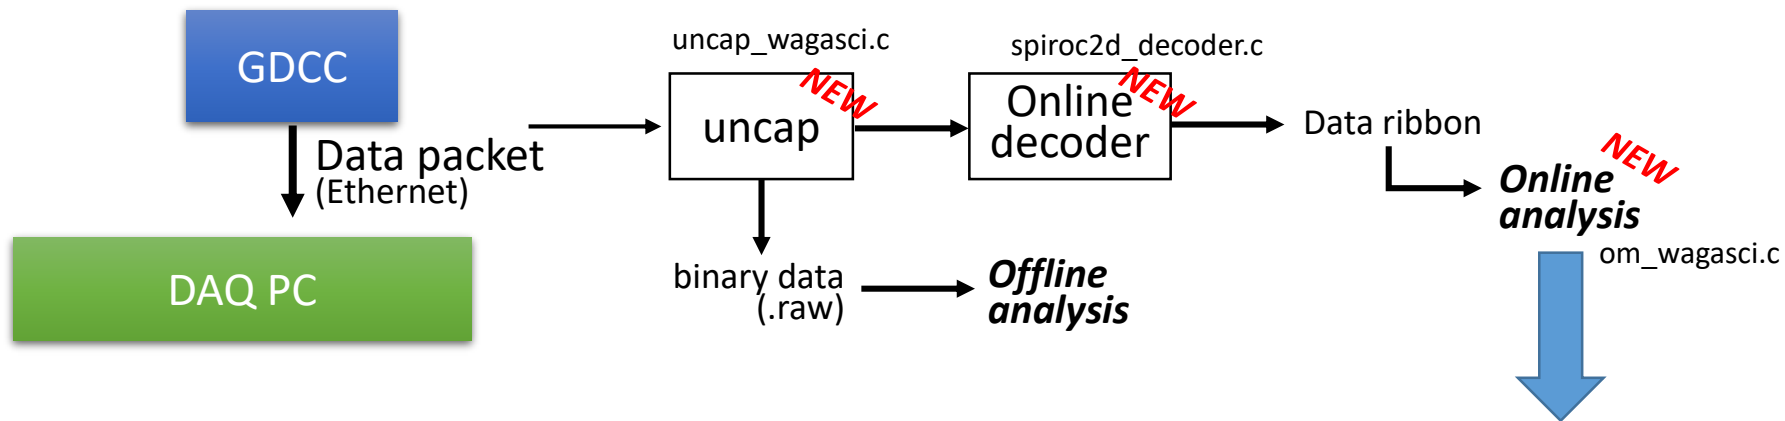 GDCC
Data packet
(Ethernet)
DAQ PC
uncap_wagasci.c
NEW
uncap
binary data
(.raw)
Offline
analysis
spiroc2d_decoder.c
NEW
Online
decoder
Data ribbon
NEW
Online
analysis
om_wagasci.c